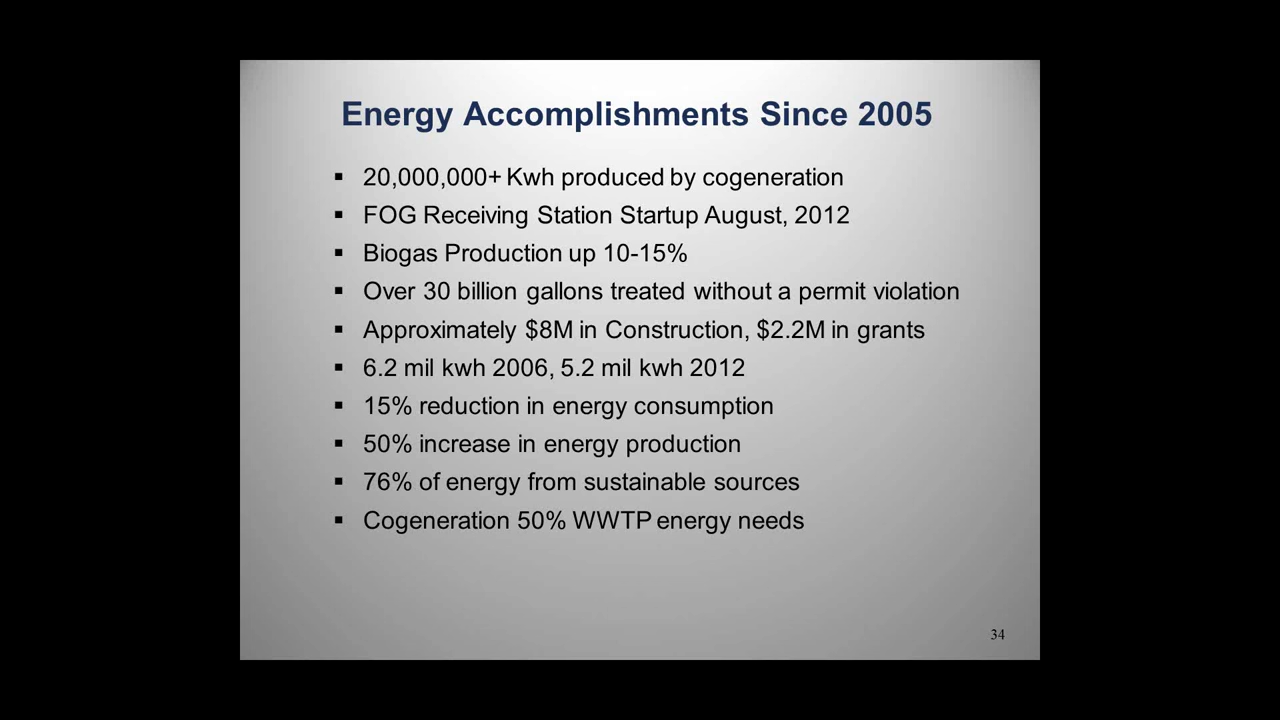 Energy Accomplishments Since 2005
▪ 20,000,000+ Kwh produced by cogeneration
▪ FOG Receiving Station Startup August, 2012
▪ Biogas Production up 10-15%
▪ Over 30 billion gallons treated without a permit violation
▪ Approximately $8M in Construction, $2.2M in grants
▪ 6.2 mil kwh 2006, 5.2 mil kwh 2012
▪ 15% reduction in energy consumption
▪ 50% increase in energy production
▪ 76% of energy from sustainable sources
▪ Cogeneration 50% WWTP energy needs
34